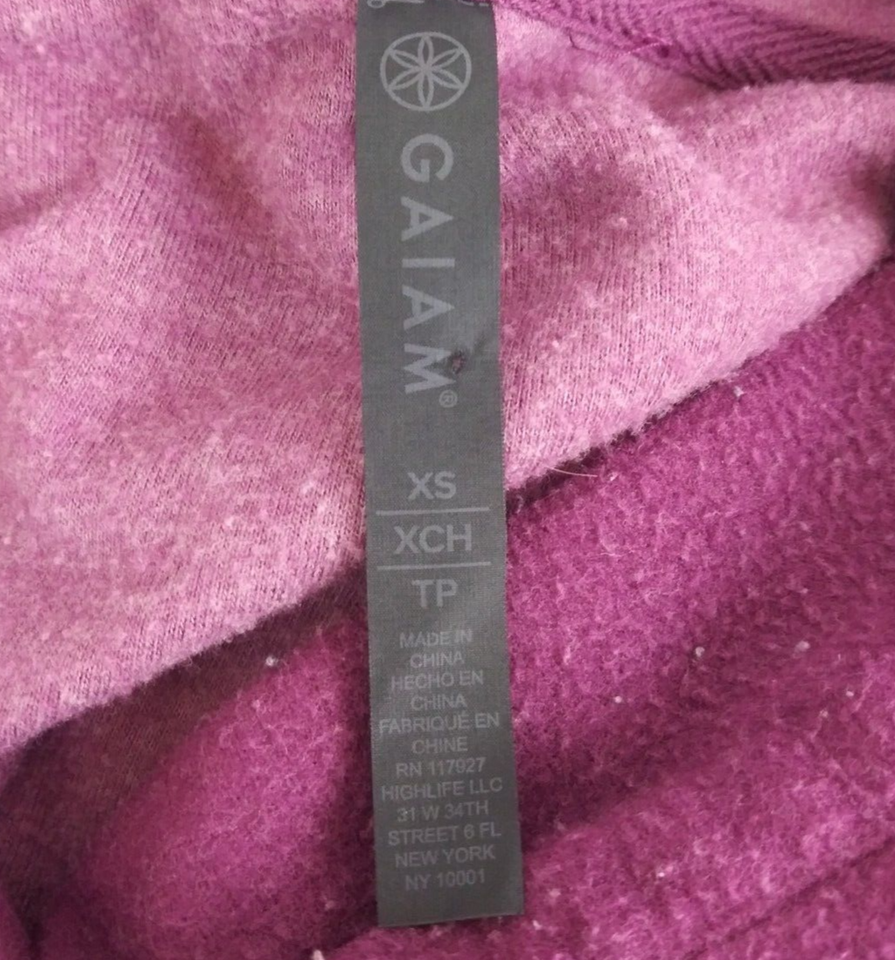 GAIAM®
XS
XCH
TP
MADE IN
CHINA
HECHO EN
CHINA
FABRIQUÉ EN
CHINE
RN 117927
HIGHLIFE LLC
31 W 34TH
STREET 6 FL
NEW YORK
NY 10001